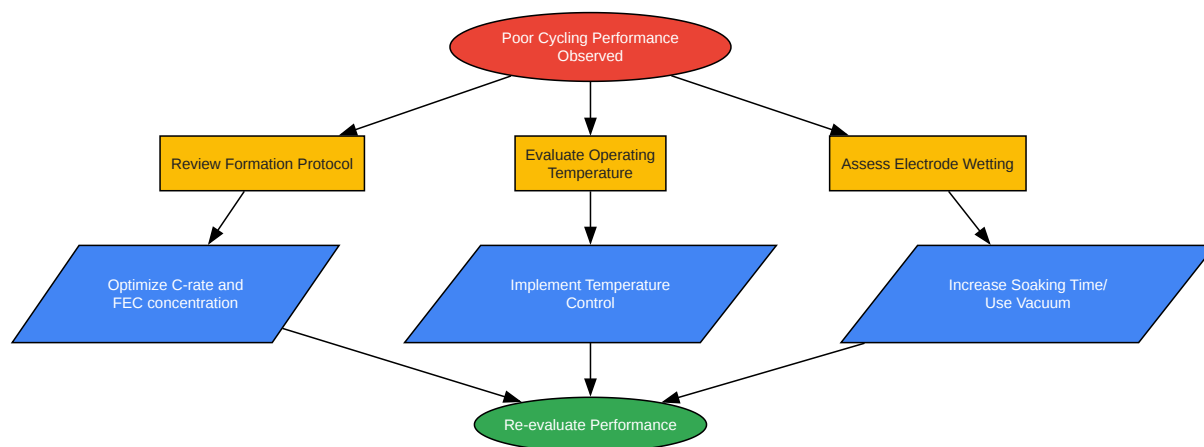 Poor Cycling Performance
Observed
Review Formation Protocol
Evaluate Operating
Temperature
Assess Electrode Wetting
Optimize C-rate and
FEC concentration
Implement Temperature
Control
Increase Soaking Time/
Use Vacuum
Re-evaluate Performance